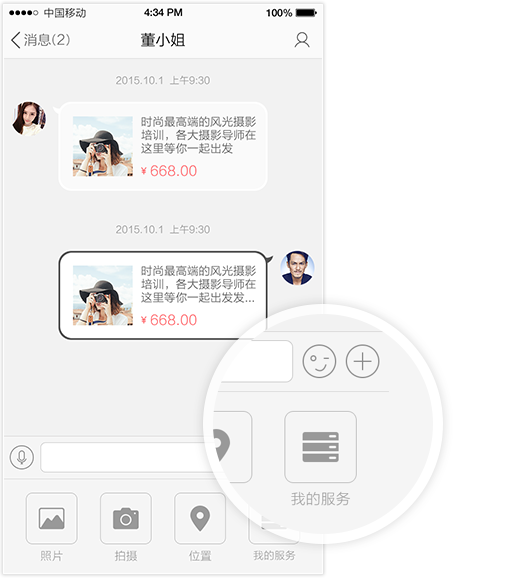 中国移动 4:34 PM 100%
消息(2) 董小姐
2015.10.1 上午9:30
时尚最高端的风光摄影
培训，各大摄影导师在
这里等你一起出发
¥ 668.00
2015.10.1 上午9:30
时尚最高端的风光摄影
培训，各大摄影导师在
这里等你一起出发发...
¥ 668.00
我的服务
照片 拍摄 位置 我的服务